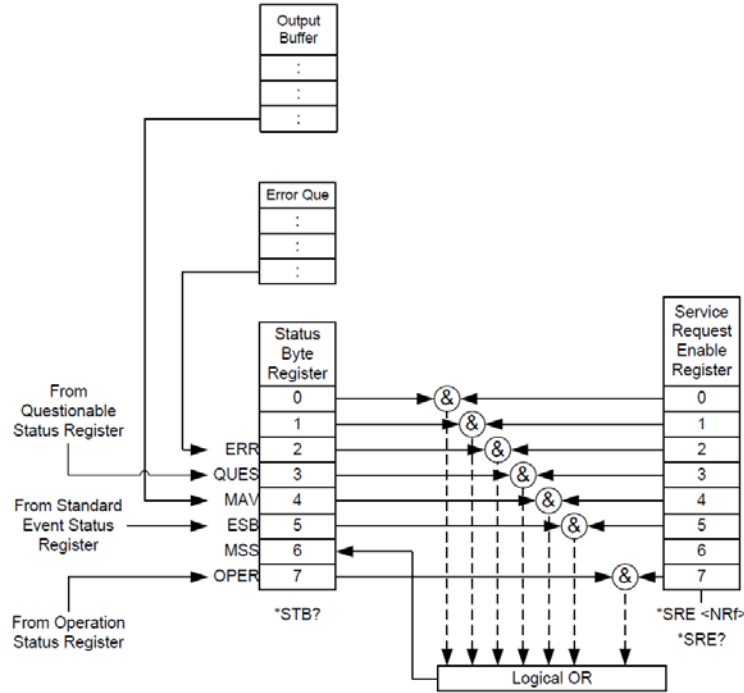 Output
Buffer
:
:
:
Error Que
:
:
:
Status
Byte
Register
0
1
2
3
4
5
6
7
*STB?
From
Questionable
Status Register
From Standard
Event Status
Register
From Operation
Status Register
ERR
QUES
MAV
ESB
MSS
OPER
&
&
&
&
&
&
&
Service
Request
Enable
Register
0
1
2
3
4
5
6
7
*SRE <NRf>
*SRE?
Logical OR